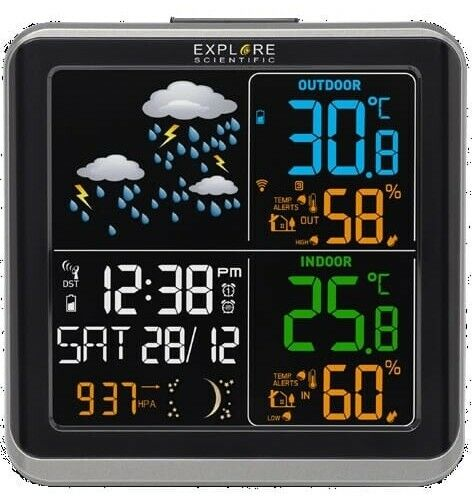 EXPLORE
SCIENTIFIC
OUTDOOR
30.8 °C
TEMP.
ALERTS
OUT
58 %
HIGH
12:38 PM
DST
SAT 28/12
937 HPA
INDOOR
25.8 °C
TEMP.
ALERTS
IN
60 %
LOW